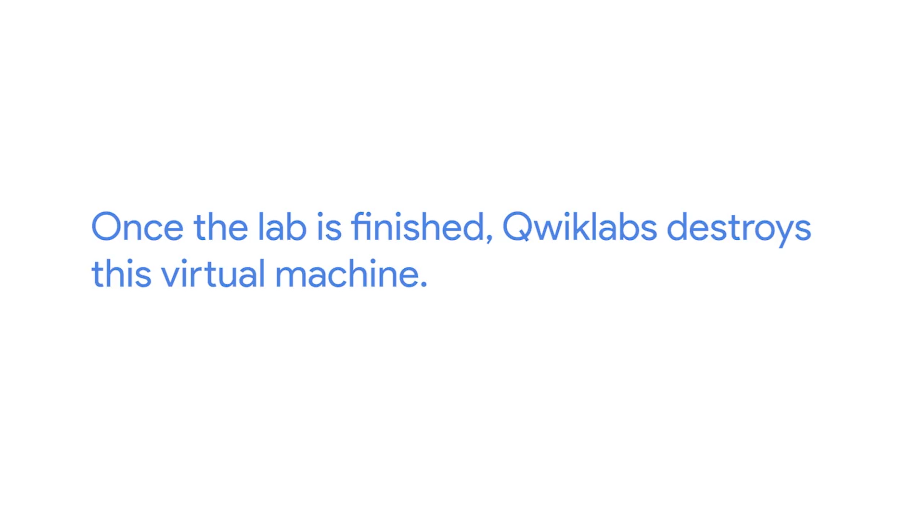 Once the lab is finished, Qwiklabs destroys
this virtual machine.